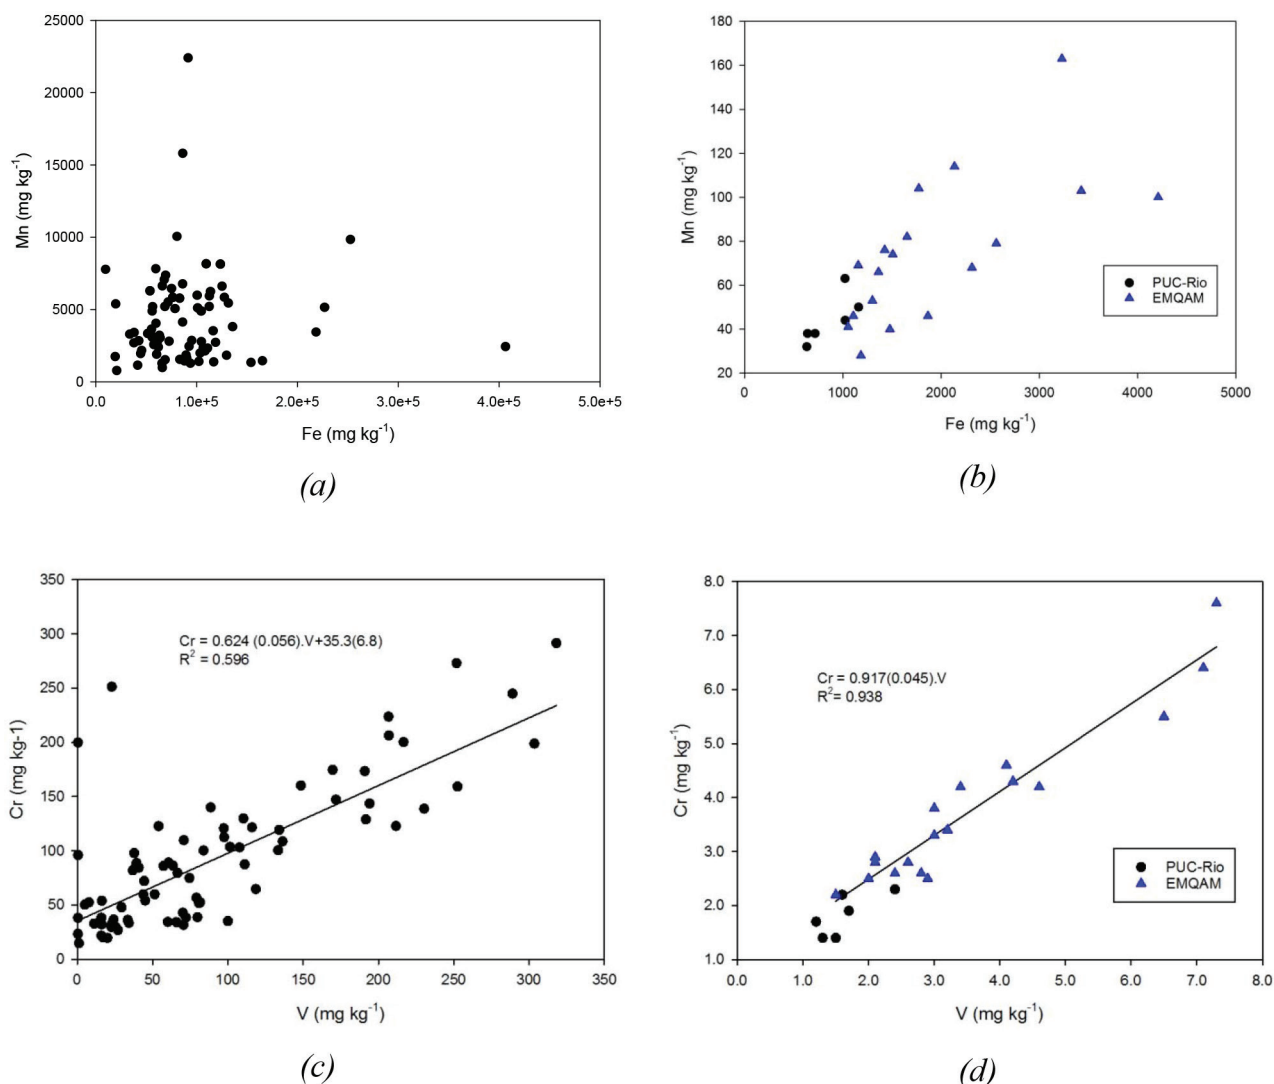 25000
20000
15000
10000
5000
0
Mn (mg kg-1)
0.0 1.0e+5 2.0e+5 3.0e+5 4.0e+5 5.0e+5
Fe (mg kg-1)
(a)
180
160
140
120
100
80
60
40
20
Mn (mg kg-1)
PUC-Rio
EMQAM
0 1000 2000 3000 4000 5000
Fe (mg kg-1)
(b)
350
300
250
200
150
100
50
0
Cr (mg kg-1)
Cr = 0.624 (0.056).V+35.3(6.8)
R2 = 0.596
0 50 100 150 200 250 300 350
V (mg kg-1)
(c)
8.0
7.0
6.0
5.0
4.0
3.0
2.0
1.0
Cr (mg kg-1)
Cr = 0.917(0.045).V
R2= 0.938
PUC-Rio
EMQAM
0.0 1.0 2.0 3.0 4.0 5.0 6.0 7.0 8.0
V (mg kg-1)
(d)